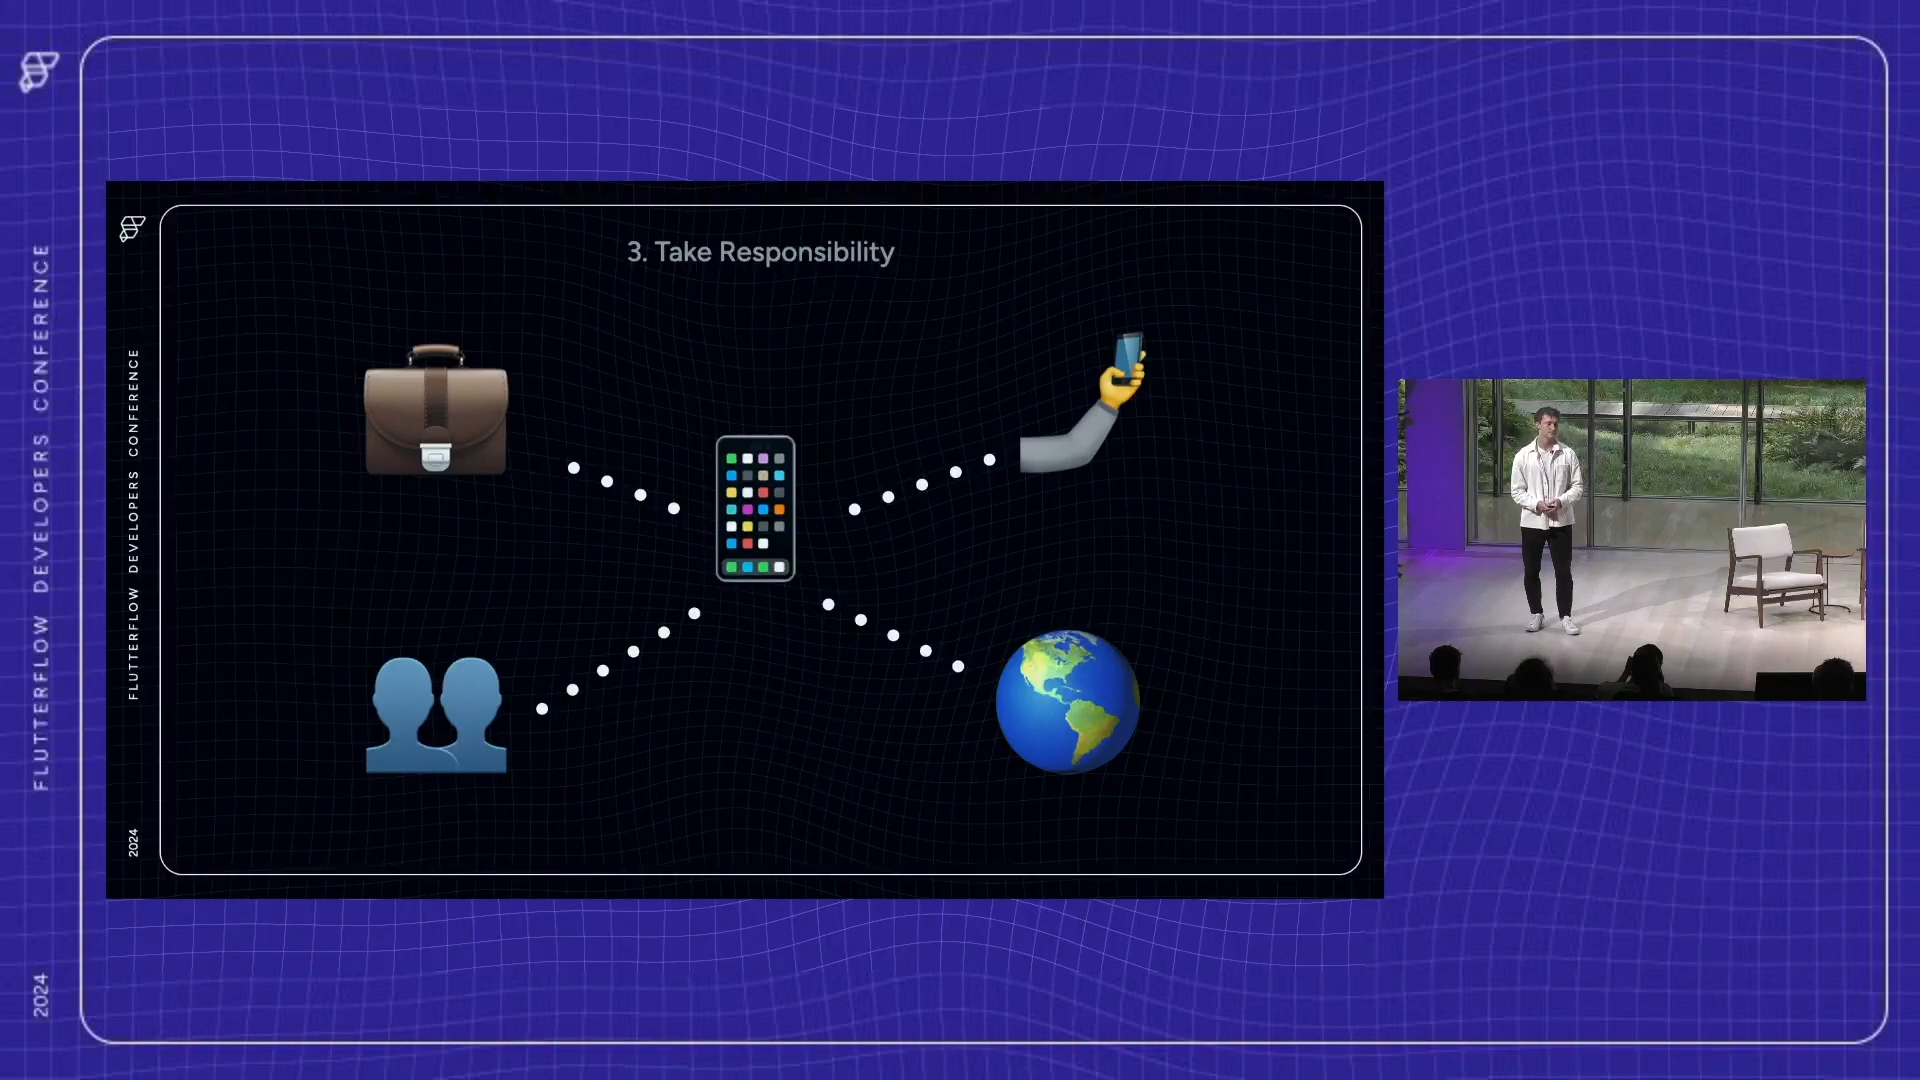 FLUTTERFLOW DEVELOPERS CONFERENCE
2024
3. Take Responsibility
FLUTTERFLOW DEVELOPERS CONFERENCE
2024